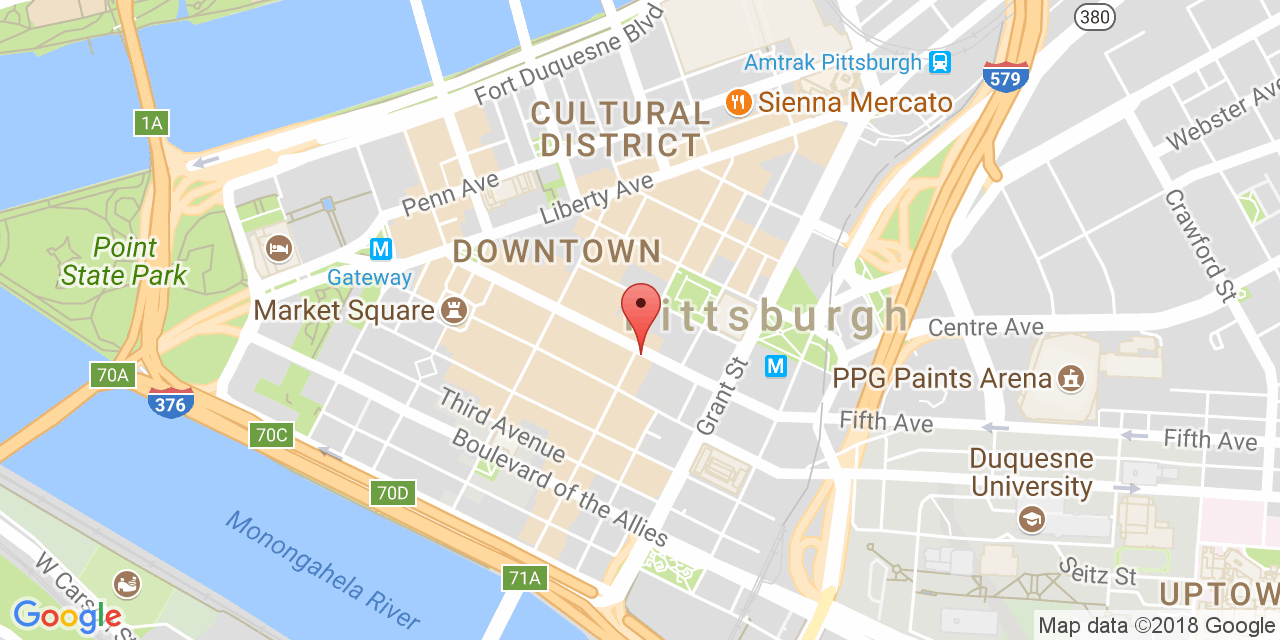 380
Fort Duquesne Blvd
Amtrak Pittsburgh
579
Sienna Mercato
CULTURAL
DISTRICT
1A
Webster Ave
Penn Ave
Liberty Ave
Crawford St
Point
State Park
M
Gateway
DOWNTOWN
Market Square
Pittsburgh
Centre Ave
M
PPG Paints Arena
70A
376
Grant St
Fifth Ave
Fifth Ave
70C
Third Avenue
Boulevard of the Allies
Duquesne
University
70D
Monongahela River
71A
W Carson St
Seitz St
UPTOW
Google
Map data ©2018 Google